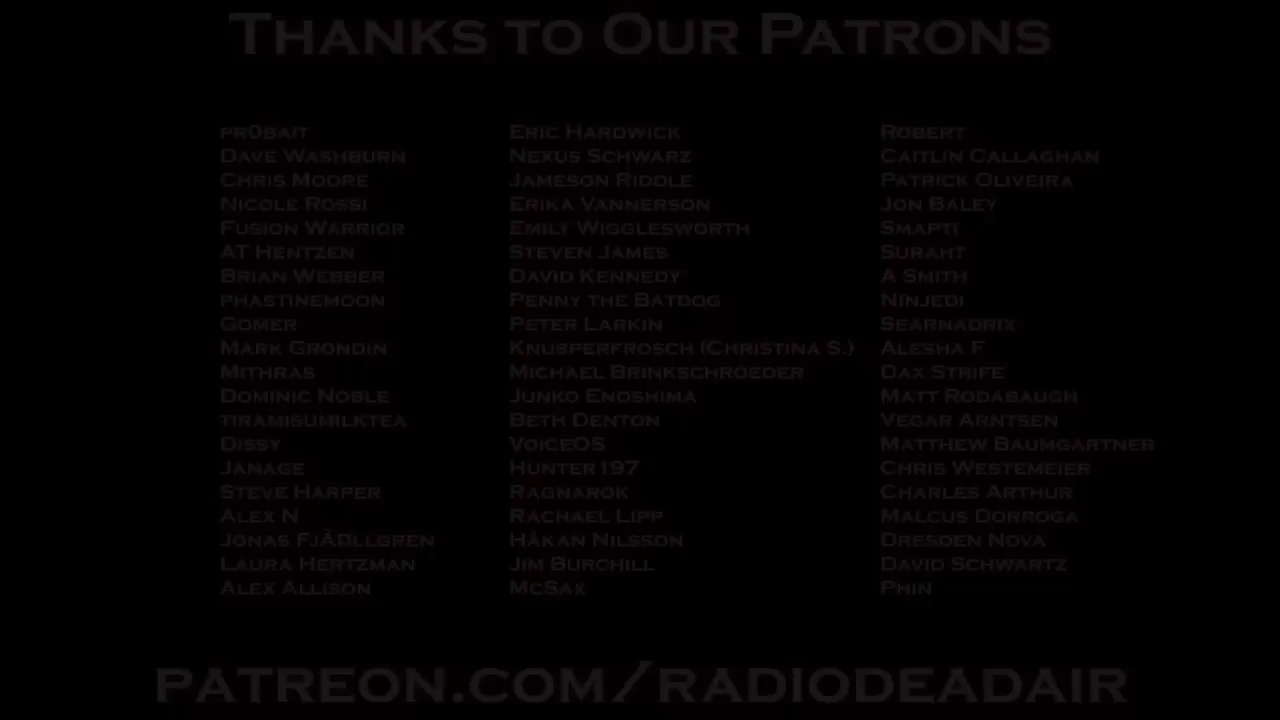 Thanks to Our Patrons
pr0bait
Dave Washburn
Chris Moore
Nicole Rossi
Fusion Warrior
AT Hentzen
Brian Webber
phastinemoon
Gomer
Mark Grondin
Mithras
Dominic Noble
tiramisumilktea
Dissy
Janage
Steve Harper
Alex N
Jonas FjÃ¤llgren
Laura Hertzman
Alex Allison
Eric Hardwick
Nexus Schwarz
Jameson Riddle
Erika Vannerson
Emily Wigglesworth
Steven James
David Kennedy
Penny the Batdog
Peter Larkin
Knusperfrosch (Christina S.)
Michael Brinkschroeder
Junko Enoshima
Beth Denton
VoiceOS
Hunter197
Ragnarok
Rachael Lipp
Håkan Nilsson
Jim Burchill
McSax
Robert
Caitlin Callaghan
Patrick Oliveira
Jon Baley
Smapti
Suraht
A Smith
Ninjedi
Searnadrix
Alesha F
Dax Strife
Matt Rodabaugh
Vegar Arntsen
Matthew Baumgartner
Chris Westemeier
Charles Arthur
Malcus Dorroga
Dresden Nova
David Schwartz
Phin
patreon.com/radiodeadair